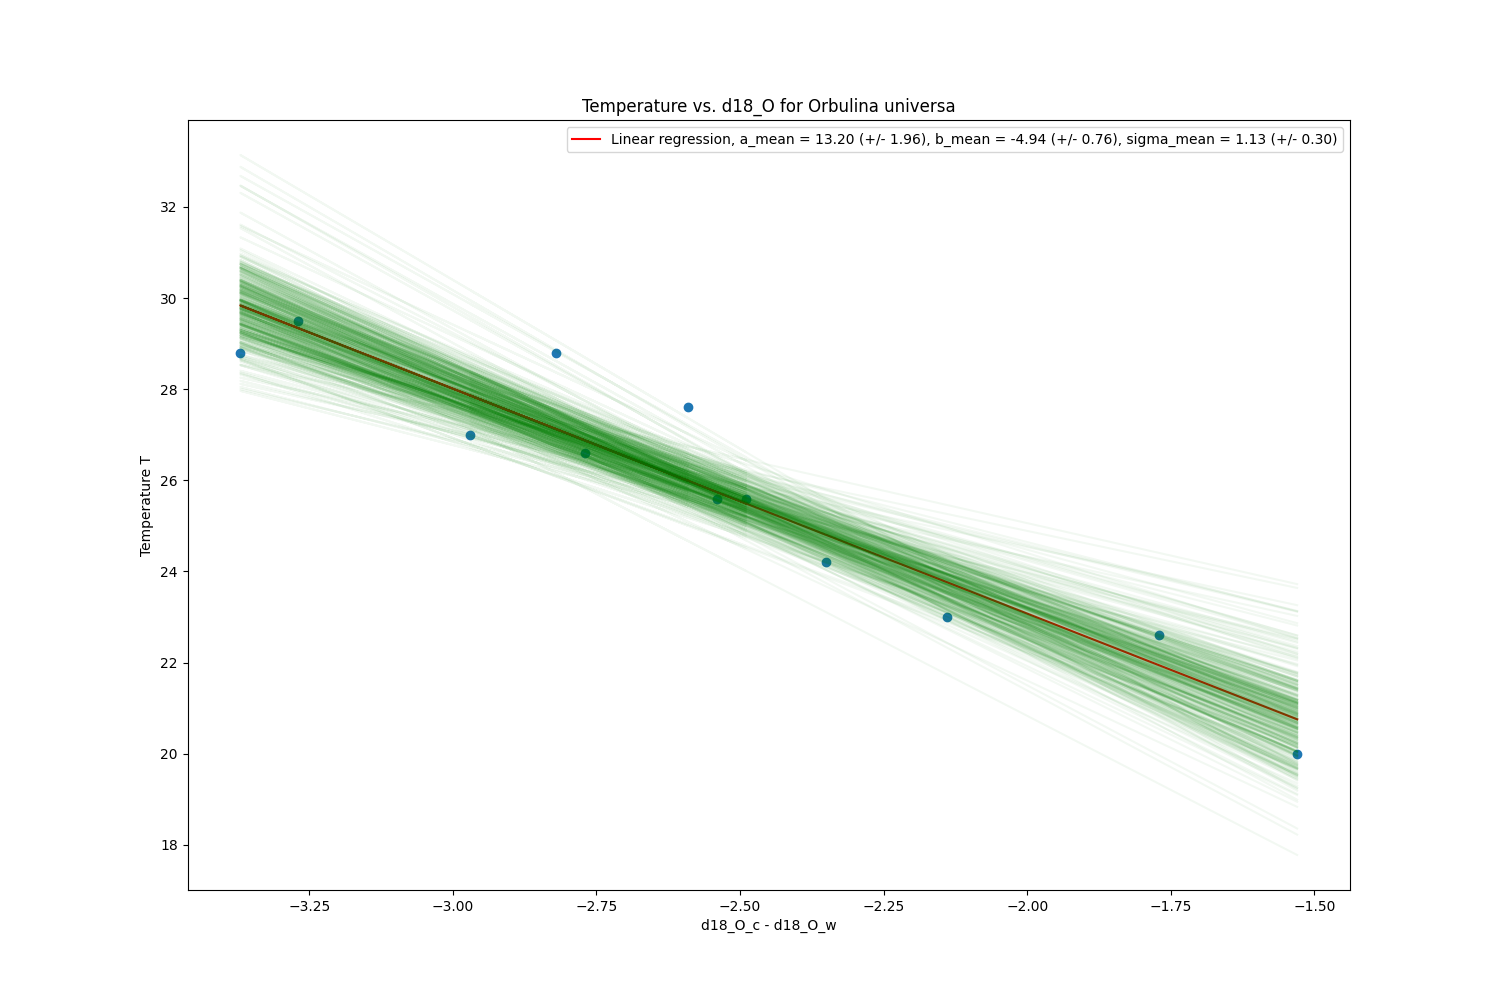 Temperature vs. d18_O for Orbulina universa
Linear regression, a_mean = 13.20 (+/- 1.96), b_mean = -4.94 (+/- 0.76), sigma_mean = 1.13 (+/- 0.30)
Temperature T
32
30
28
26
24
22
20
18
−3.25 −3.00 −2.75 −2.50 −2.25 −2.00 −1.75 −1.50
d18_O_c - d18_O_w